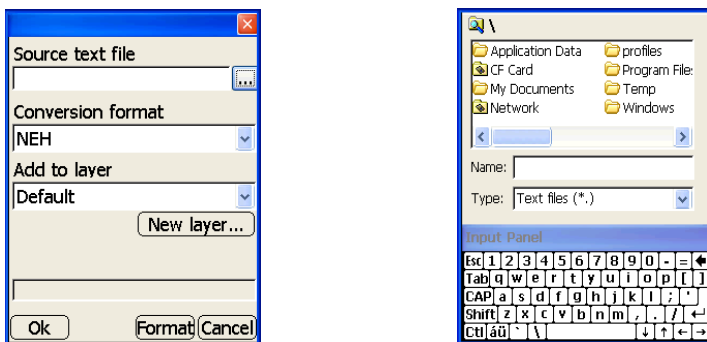 Source text file
...
Conversion format
NEH
Add to layer
Default
New layer...
Ok Format Cancel
\
Application Data profiles
CF Card Program File:
My Documents Temp
Network Windows
Name:
Type: Text files (*.)
Input Panel
Esc 1 2 3 4 5 6 7 8 9 0 - = 🡄
Tab q w e r t y u i o p [ ]
CAP a s d f g h j k l ; '
Shift z x c v b n m , . / ↵
Ctl áü ` \ ↓ ↑ ← →